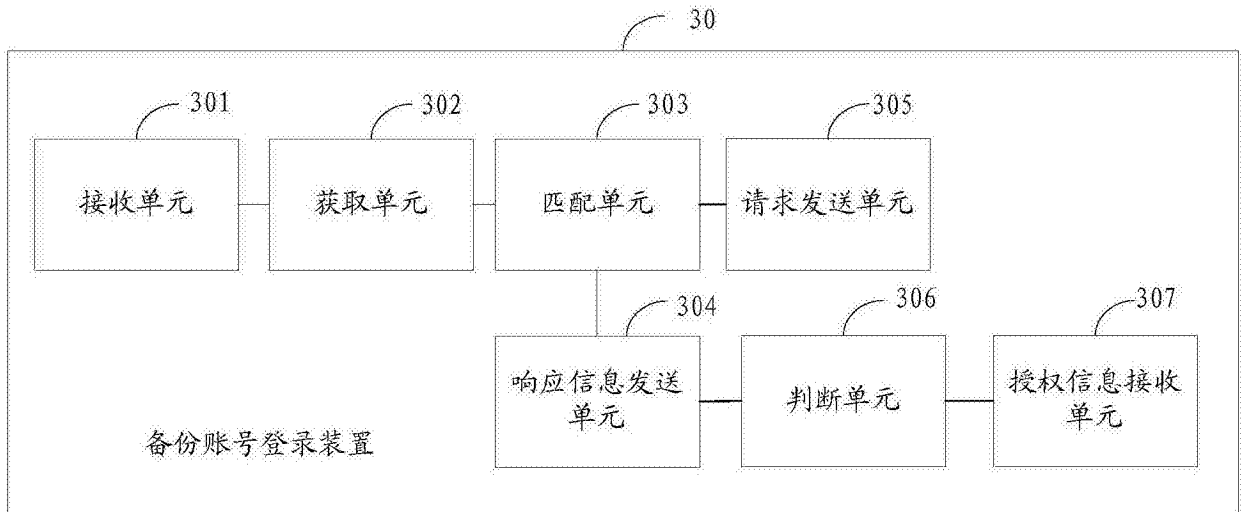 30
301
302
303
305
接收单元
获取单元
匹配单元
请求发送单元
304
306
307
响应信息发送
单元
判断单元
授权信息接收
单元
备份账号登录装置